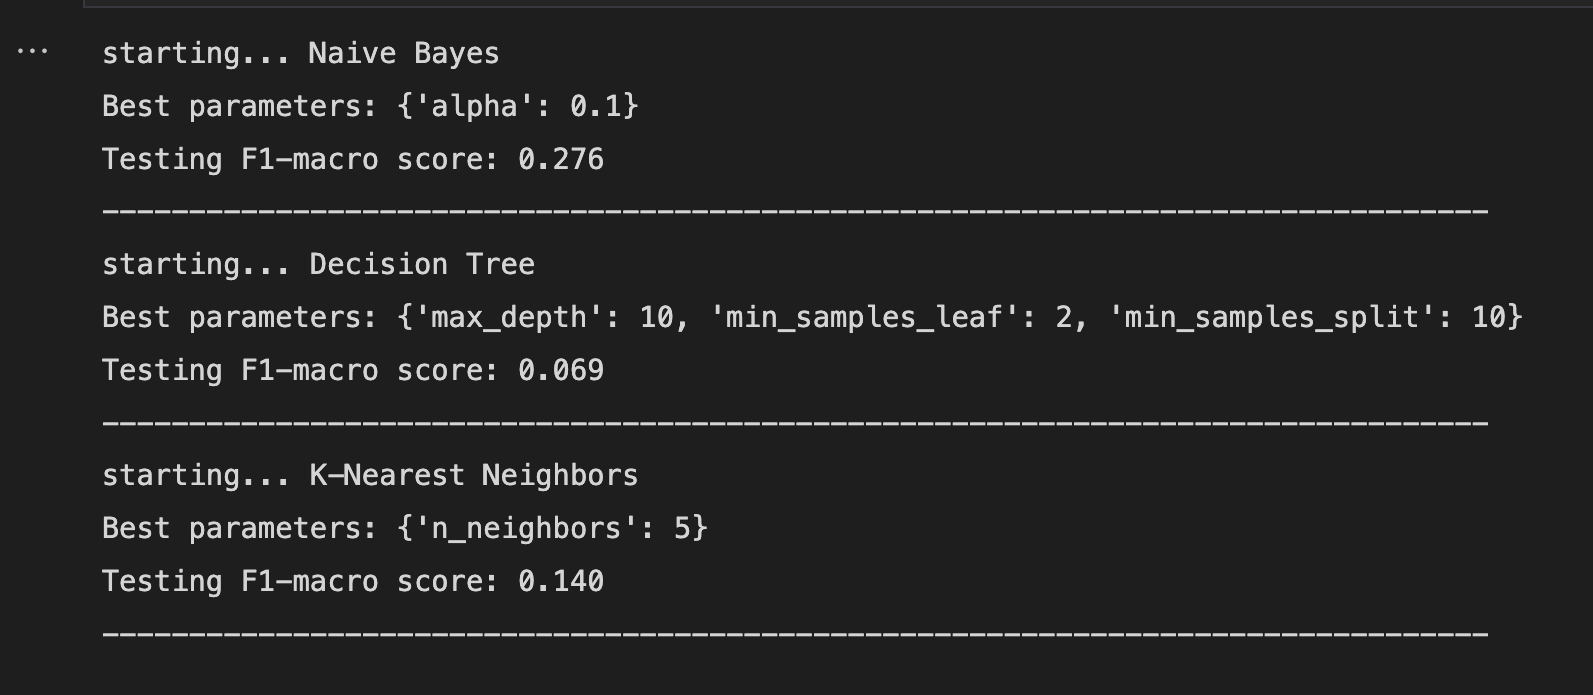 ...
starting... Naive Bayes
Best parameters: {'alpha': 0.1}
Testing F1-macro score: 0.276
--------------------------------------------------------------------------------
starting... Decision Tree
Best parameters: {'max_depth': 10, 'min_samples_leaf': 2, 'min_samples_split': 10}
Testing F1-macro score: 0.069
--------------------------------------------------------------------------------
starting... K-Nearest Neighbors
Best parameters: {'n_neighbors': 5}
Testing F1-macro score: 0.140
--------------------------------------------------------------------------------